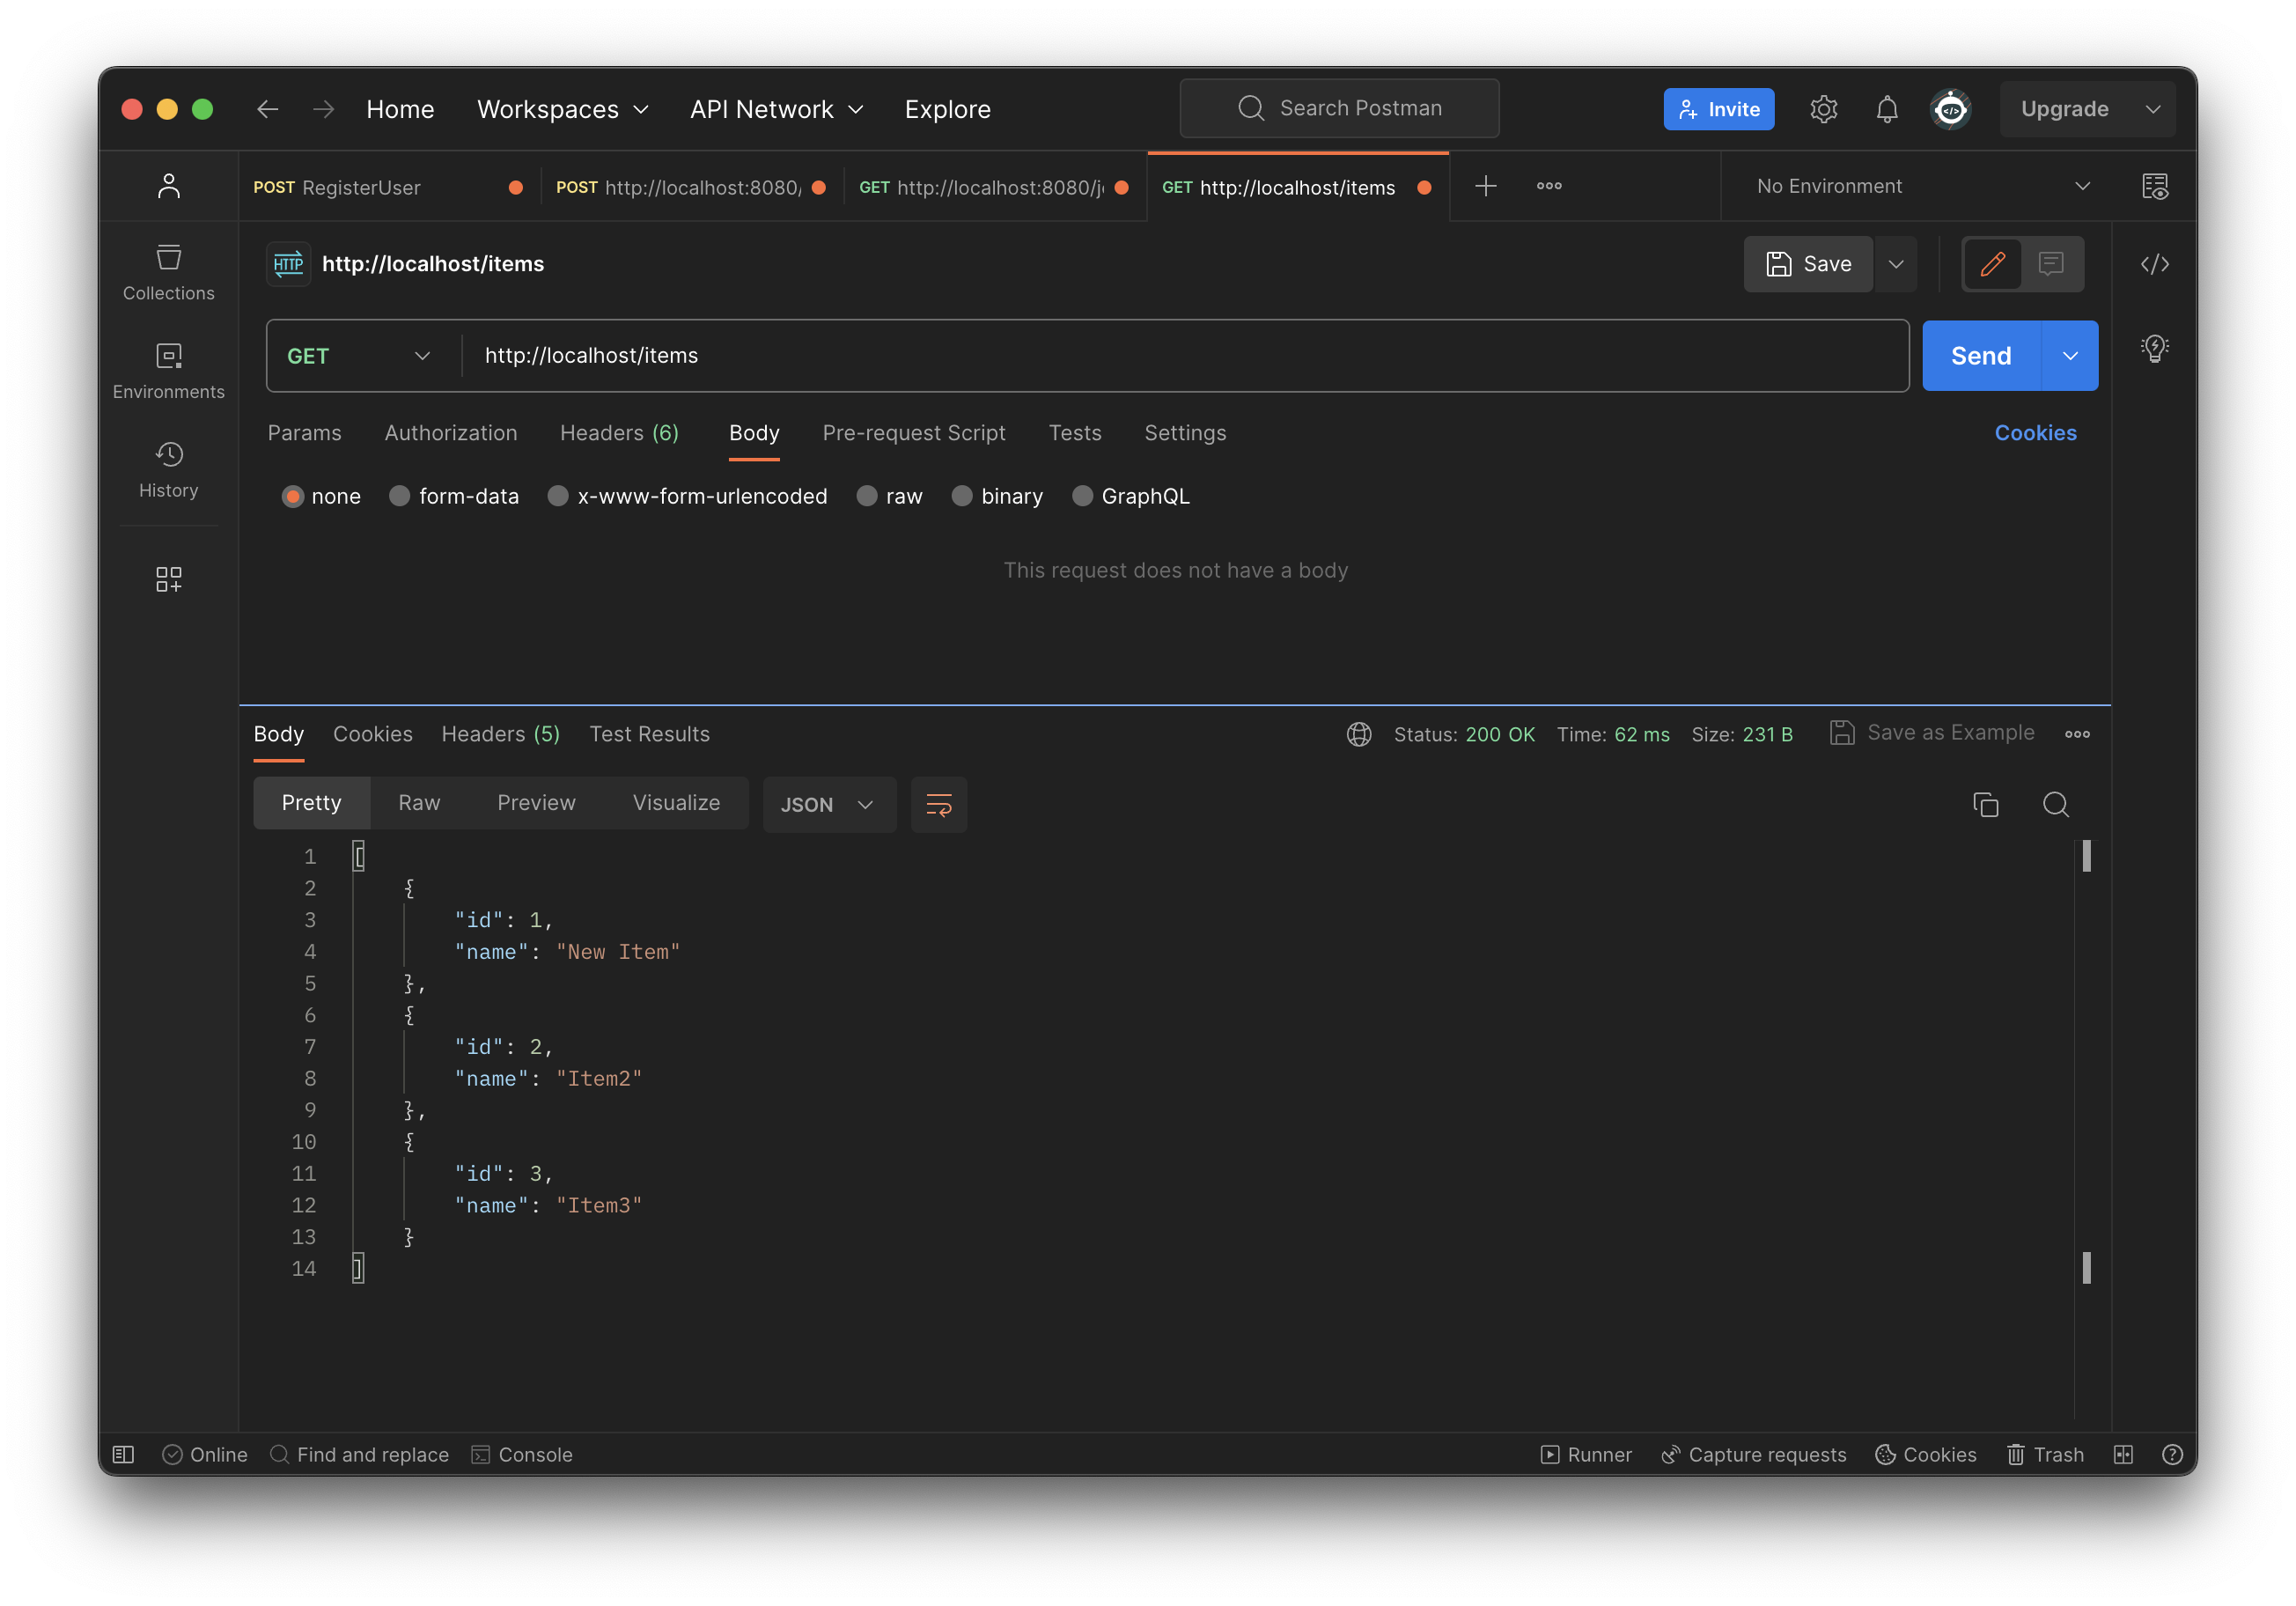 Home Workspaces API Network Explore Search Postman Invite Upgrade
POST RegisterUser POST http://localhost:8080/ GET http://localhost:8080/j GET http://localhost/items No Environment
HTTP http://localhost/items Save
Collections
GET http://localhost/items Send
Environments
Params Authorization Headers (6) Body Pre-request Script Tests Settings Cookies
History
none form-data x-www-form-urlencoded raw binary GraphQL
This request does not have a body
Body Cookies Headers (5) Test Results Status: 200 OK Time: 62 ms Size: 231 B Save as Example
Pretty Raw Preview Visualize JSON
1 [
2 {
3 "id": 1,
4 "name": "New Item"
5 },
6 {
7 "id": 2,
8 "name": "Item2"
9 },
10 {
11 "id": 3,
12 "name": "Item3"
13 }
14 ]
Online Find and replace Console Runner Capture requests Cookies Trash